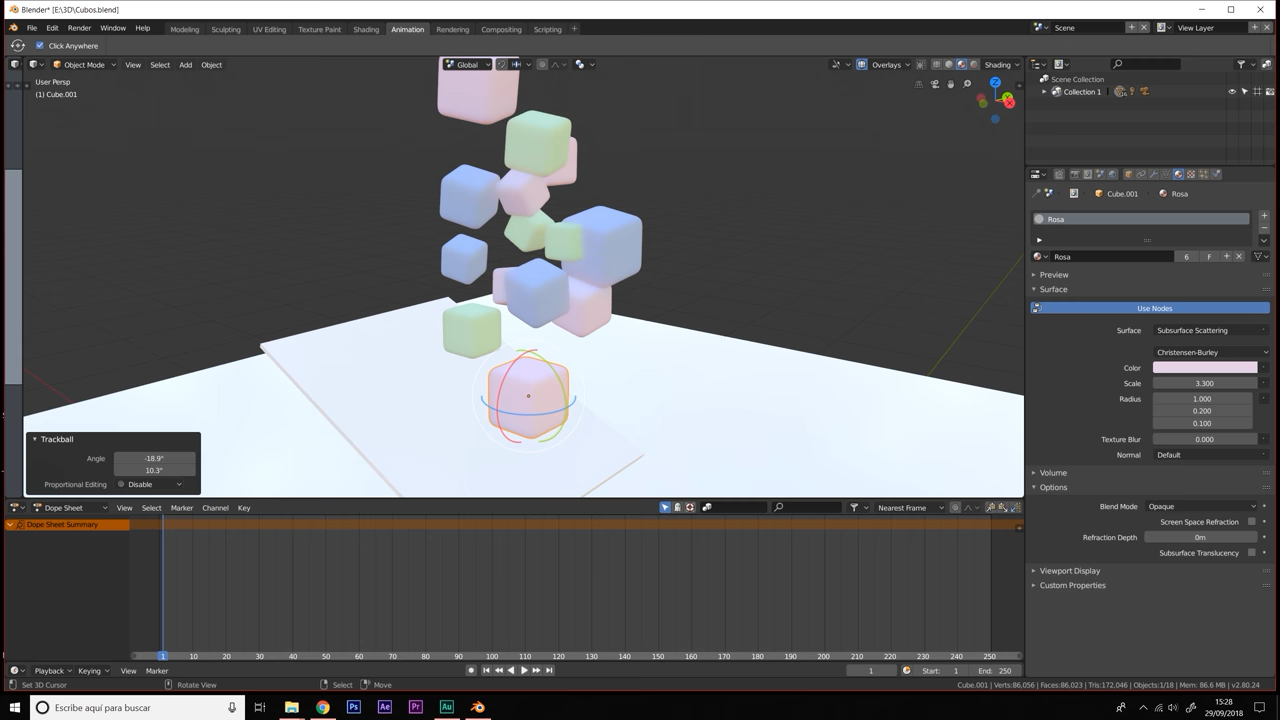 Blender* [E:\3D\Cubos.blend]
File Edit Render Window Help
Modeling Sculpting UV Editing Texture Paint Shading Animation Rendering Compositing Scripting +
Scene
View Layer
Click Anywhere
Object Mode View Select Add Object
Global
Overlays
Shading
User Persp
(1) Cube.001
Z
Scene Collection
Collection 1
Cube.001
Rosa
Rosa
Rosa 6 F
Preview
Surface
Use Nodes
Surface: Subsurface Scattering
Christensen-Burley
Color
Scale 3.300
Radius 1.000
0.200
0.100
Texture Blur 0.000
Normal Default
Volume
Options
Blend Mode Opaque
Screen Space Refraction
Refraction Depth 0m
Subsurface Translucency
Viewport Display
Custom Properties
Trackball
Angle -18.9°
10.3°
Proportional Editing Disable
Dope Sheet View Select Marker Channel Key
Nearest Frame
Dope Sheet Summary
1 10 20 30 40 50 60 70 80 90 100 110 120 130 140 150 160 170 180 190 200 210 220 230 240 250
Playback Keying View Marker
1 Start: 1 End: 250
Set 3D Cursor Rotate View Select Move
Cube.001 | Verts:86,056 | Faces:86,023 | Tris:172,046 | Objects:1/18 | Mem: 86.6 MB | v2.80.24
Escribe aquí para buscar
Ps Ae Pr Au
15:28
29/09/2018